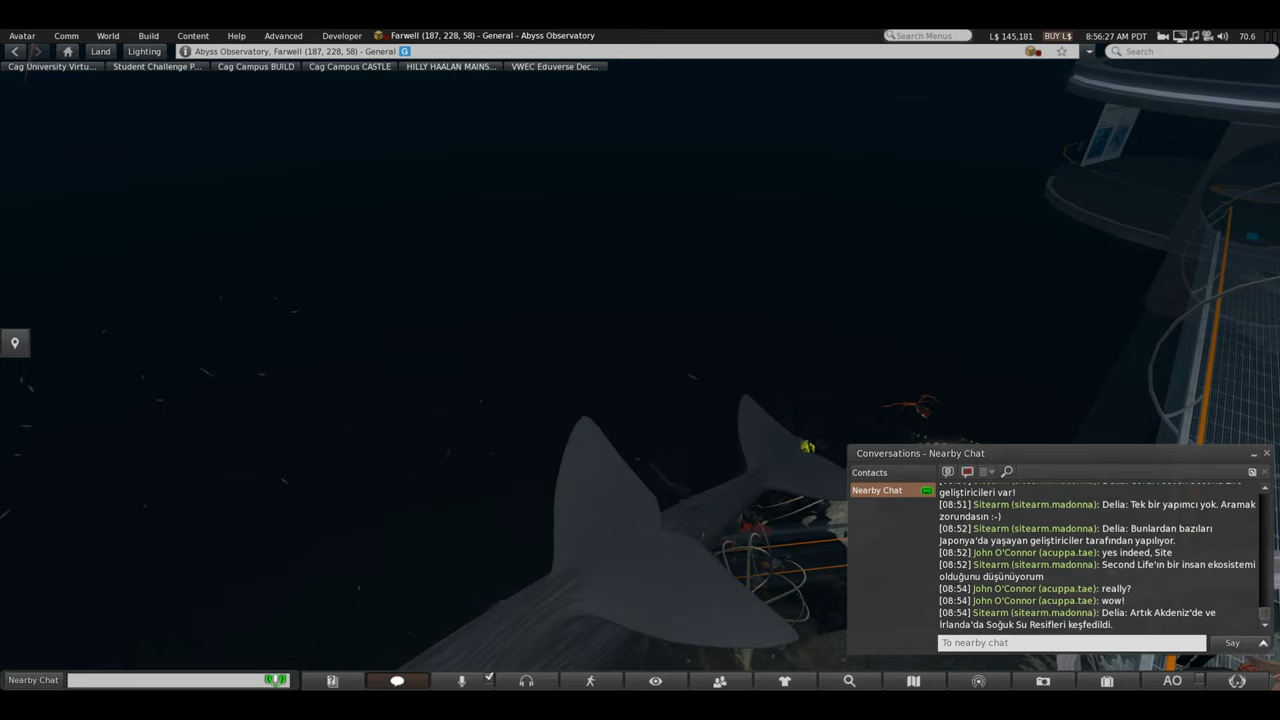 Avatar Comm World Build Content Help Advanced Developer Farwell (187, 228, 58) - General - Abyss Observatory Search Menus L$ 145,181 BUY L$ 8:56:27 AM PDT 70.6
Land Lighting Abyss Observatory, Farwell (187, 228, 58) - General G Search
Cag University Virtu... Student Challenge P... Cag Campus BUILD Cag Campus CASTLE HILLY HAALAN MAINS... VWEC Eduverse Dec...
Conversations - Nearby Chat
Contacts
Nearby Chat
geliştiricileri var!
[08:51] Sitearm (sitearm.madonna): Delia: Tek bir yapımcı yok. Aramak
zorundasın :-)
[08:52] Sitearm (sitearm.madonna): Delia: Bunlardan bazıları
Japonya'da yaşayan geliştiriciler tarafından yapılıyor.
[08:52] John O'Connor (acuppa.tae): yes indeed, Site
[08:52] Sitearm (sitearm.madonna): Second Life'ın bir insan ekosistemi
olduğunu düşünüyorum
[08:54] John O'Connor (acuppa.tae): really?
[08:54] John O'Connor (acuppa.tae): wow!
[08:54] Sitearm (sitearm.madonna): Delia: Artık Akdeniz'de ve
İrlanda'da Soğuk Su Resifleri keşfedildi.
To nearby chat Say
Nearby Chat AO